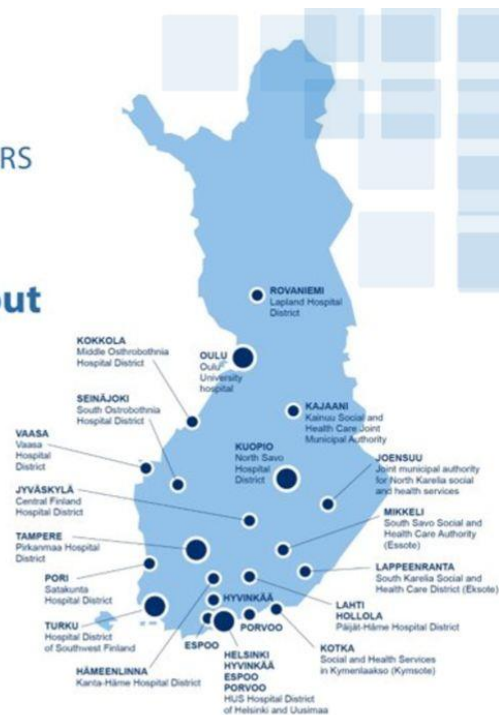 RS
out
ROVANIEMI
Lapland Hospital
District
KOKKOLA
Middle Osthrobothnia
Hospital District
OULU
Oulu
University
hospital
SEINÄJOKI
South Ostrobothnia
Hospital District
KAJAANI
Kainuu Social and
Health Care Joint
Municipal Authority
VAASA
Vaasa
Hospital
District
KUOPIO
North Savo
Hospital
District
JOENSUU
Joint municipal authority
for North Karelia social
and health services
JYVÄSKYLÄ
Central Finland
Hospital District
MIKKELI
South Savo Social and
Health Care Authority
(Essote)
TAMPERE
Pirkanmaa Hospital
District
LAPPEENRANTA
South Karelia Social and
Health Care District (Eksote)
PORI
Satakunta
Hospital District
HYVINKÄÄ
LAHTI
HOLLOLA
Päijät-Häme Hospital District
TURKU
Hospital District
of Southwest Finland
PORVOO
ESPOO
KOTKA
Social and Health Services
in Kymenlaakso (Kymsote)
HÄMEENLINNA
Kanta-Häme Hospital District
HELSINKI
HYVINKÄÄ
ESPOO
PORVOO
HUS Hospital District
of Helsinki and Uusimaa